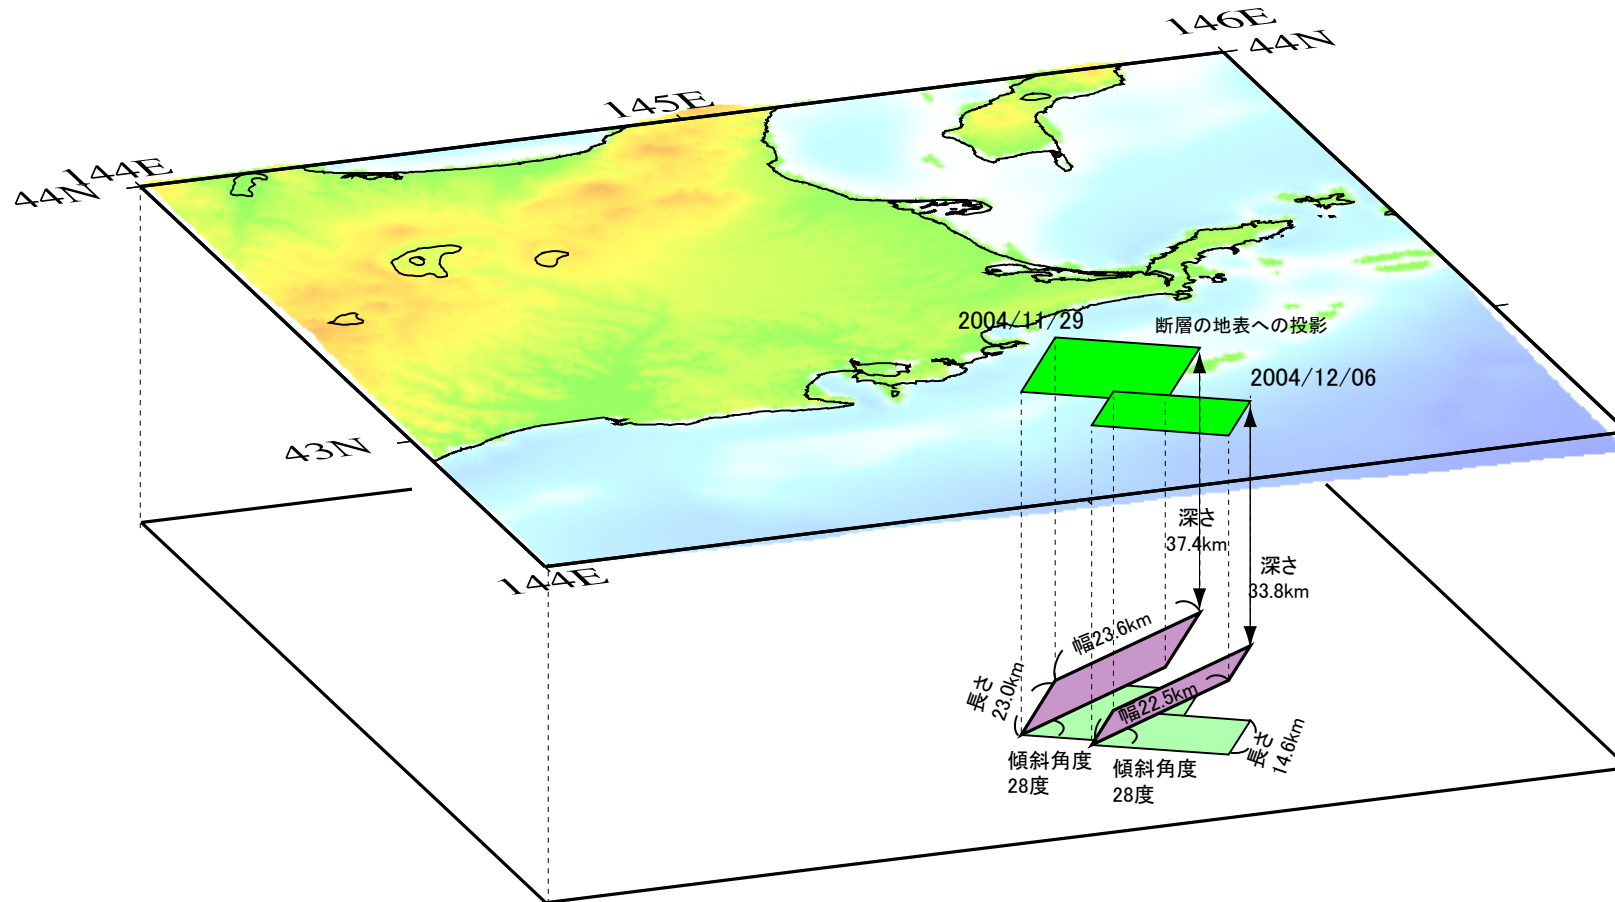 146E
44N
145E
144E
44N
2004/11/29
断層の地表への投影
2004/12/06
43N
深さ
37.4km
深さ
33.8km
144E
幅23.6km
長さ
23.0km
幅22.5km
長さ
14.6km
傾斜角度
28度
傾斜角度
28度